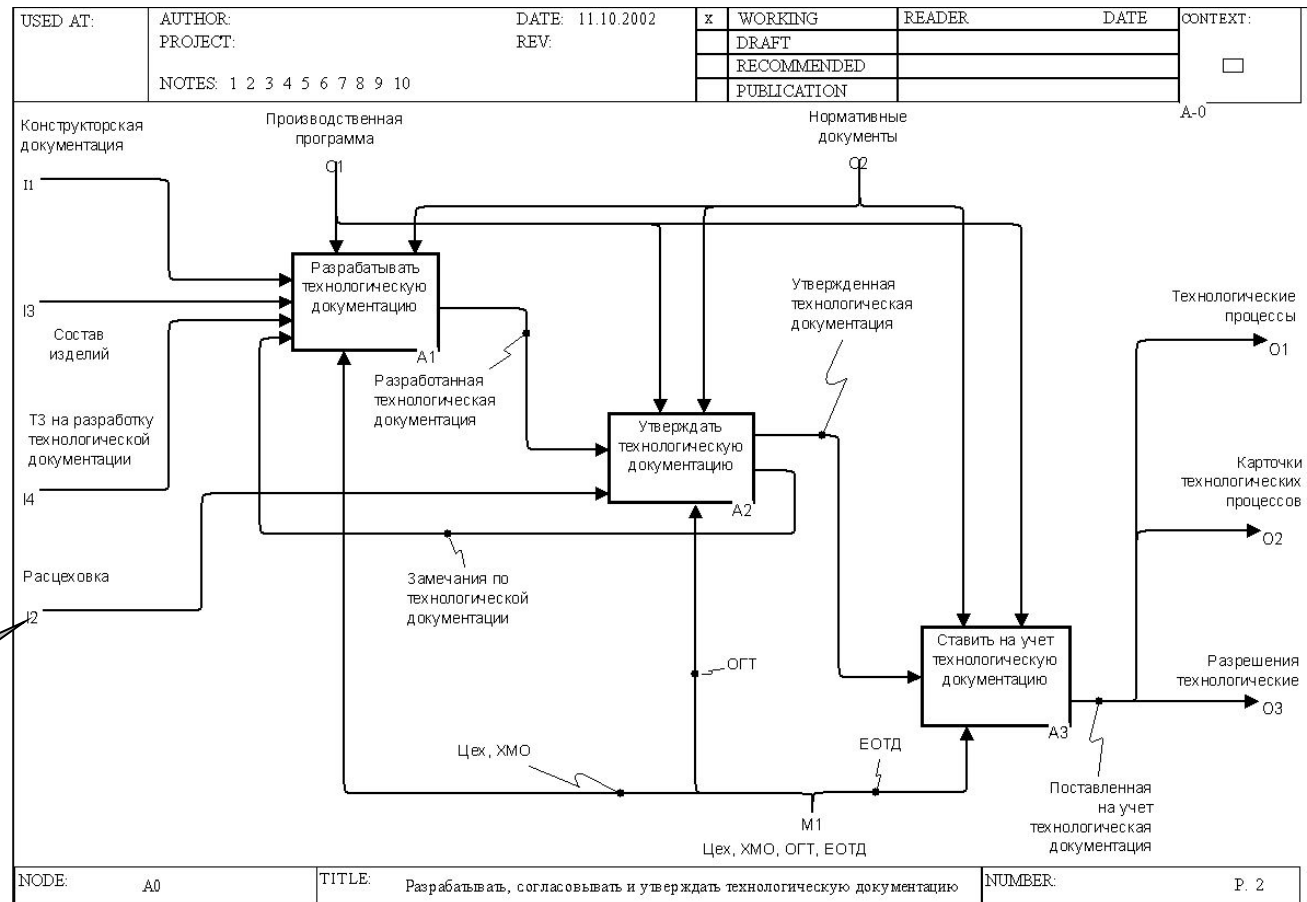 USED AT:
AUTHOR:
DATE: 11.10.2002
PROJECT:
REV:
NOTES: 1 2 3 4 5 6 7 8 9 10
x
WORKING
DRAFT
RECOMMENDED
PUBLICATION
READER
DATE
CONTEXT:
A-0
Конструкторская
документация
I1
Производственная
программа
C1
Нормативные
документы
C2
I3
Состав
изделий
ТЗ на разработку
технологической
документации
I4
Расцеховка
I2
Разрабатывать
технологическую
документацию
A1
Разработанная
технологическая
документация
Утверждать
технологическую
документацию
A2
Утвержденная
технологическая
документация
Замечания по
технологической
документации
Ставить на учет
технологическую
документацию
A3
Технологические
процессы
O1
Карточки
технологических
процессов
O2
Разрешения
технологические
O3
ОГТ
Цех, ХМО
ЕОТД
M1
Цех, ХМО, ОГТ, ЕОТД
Поставленная
на учет
технологическая
документация
NODE:
A0
TITLE:
Разрабатывать, согласовывать и утверждать технологическую документацию
NUMBER:
P. 2